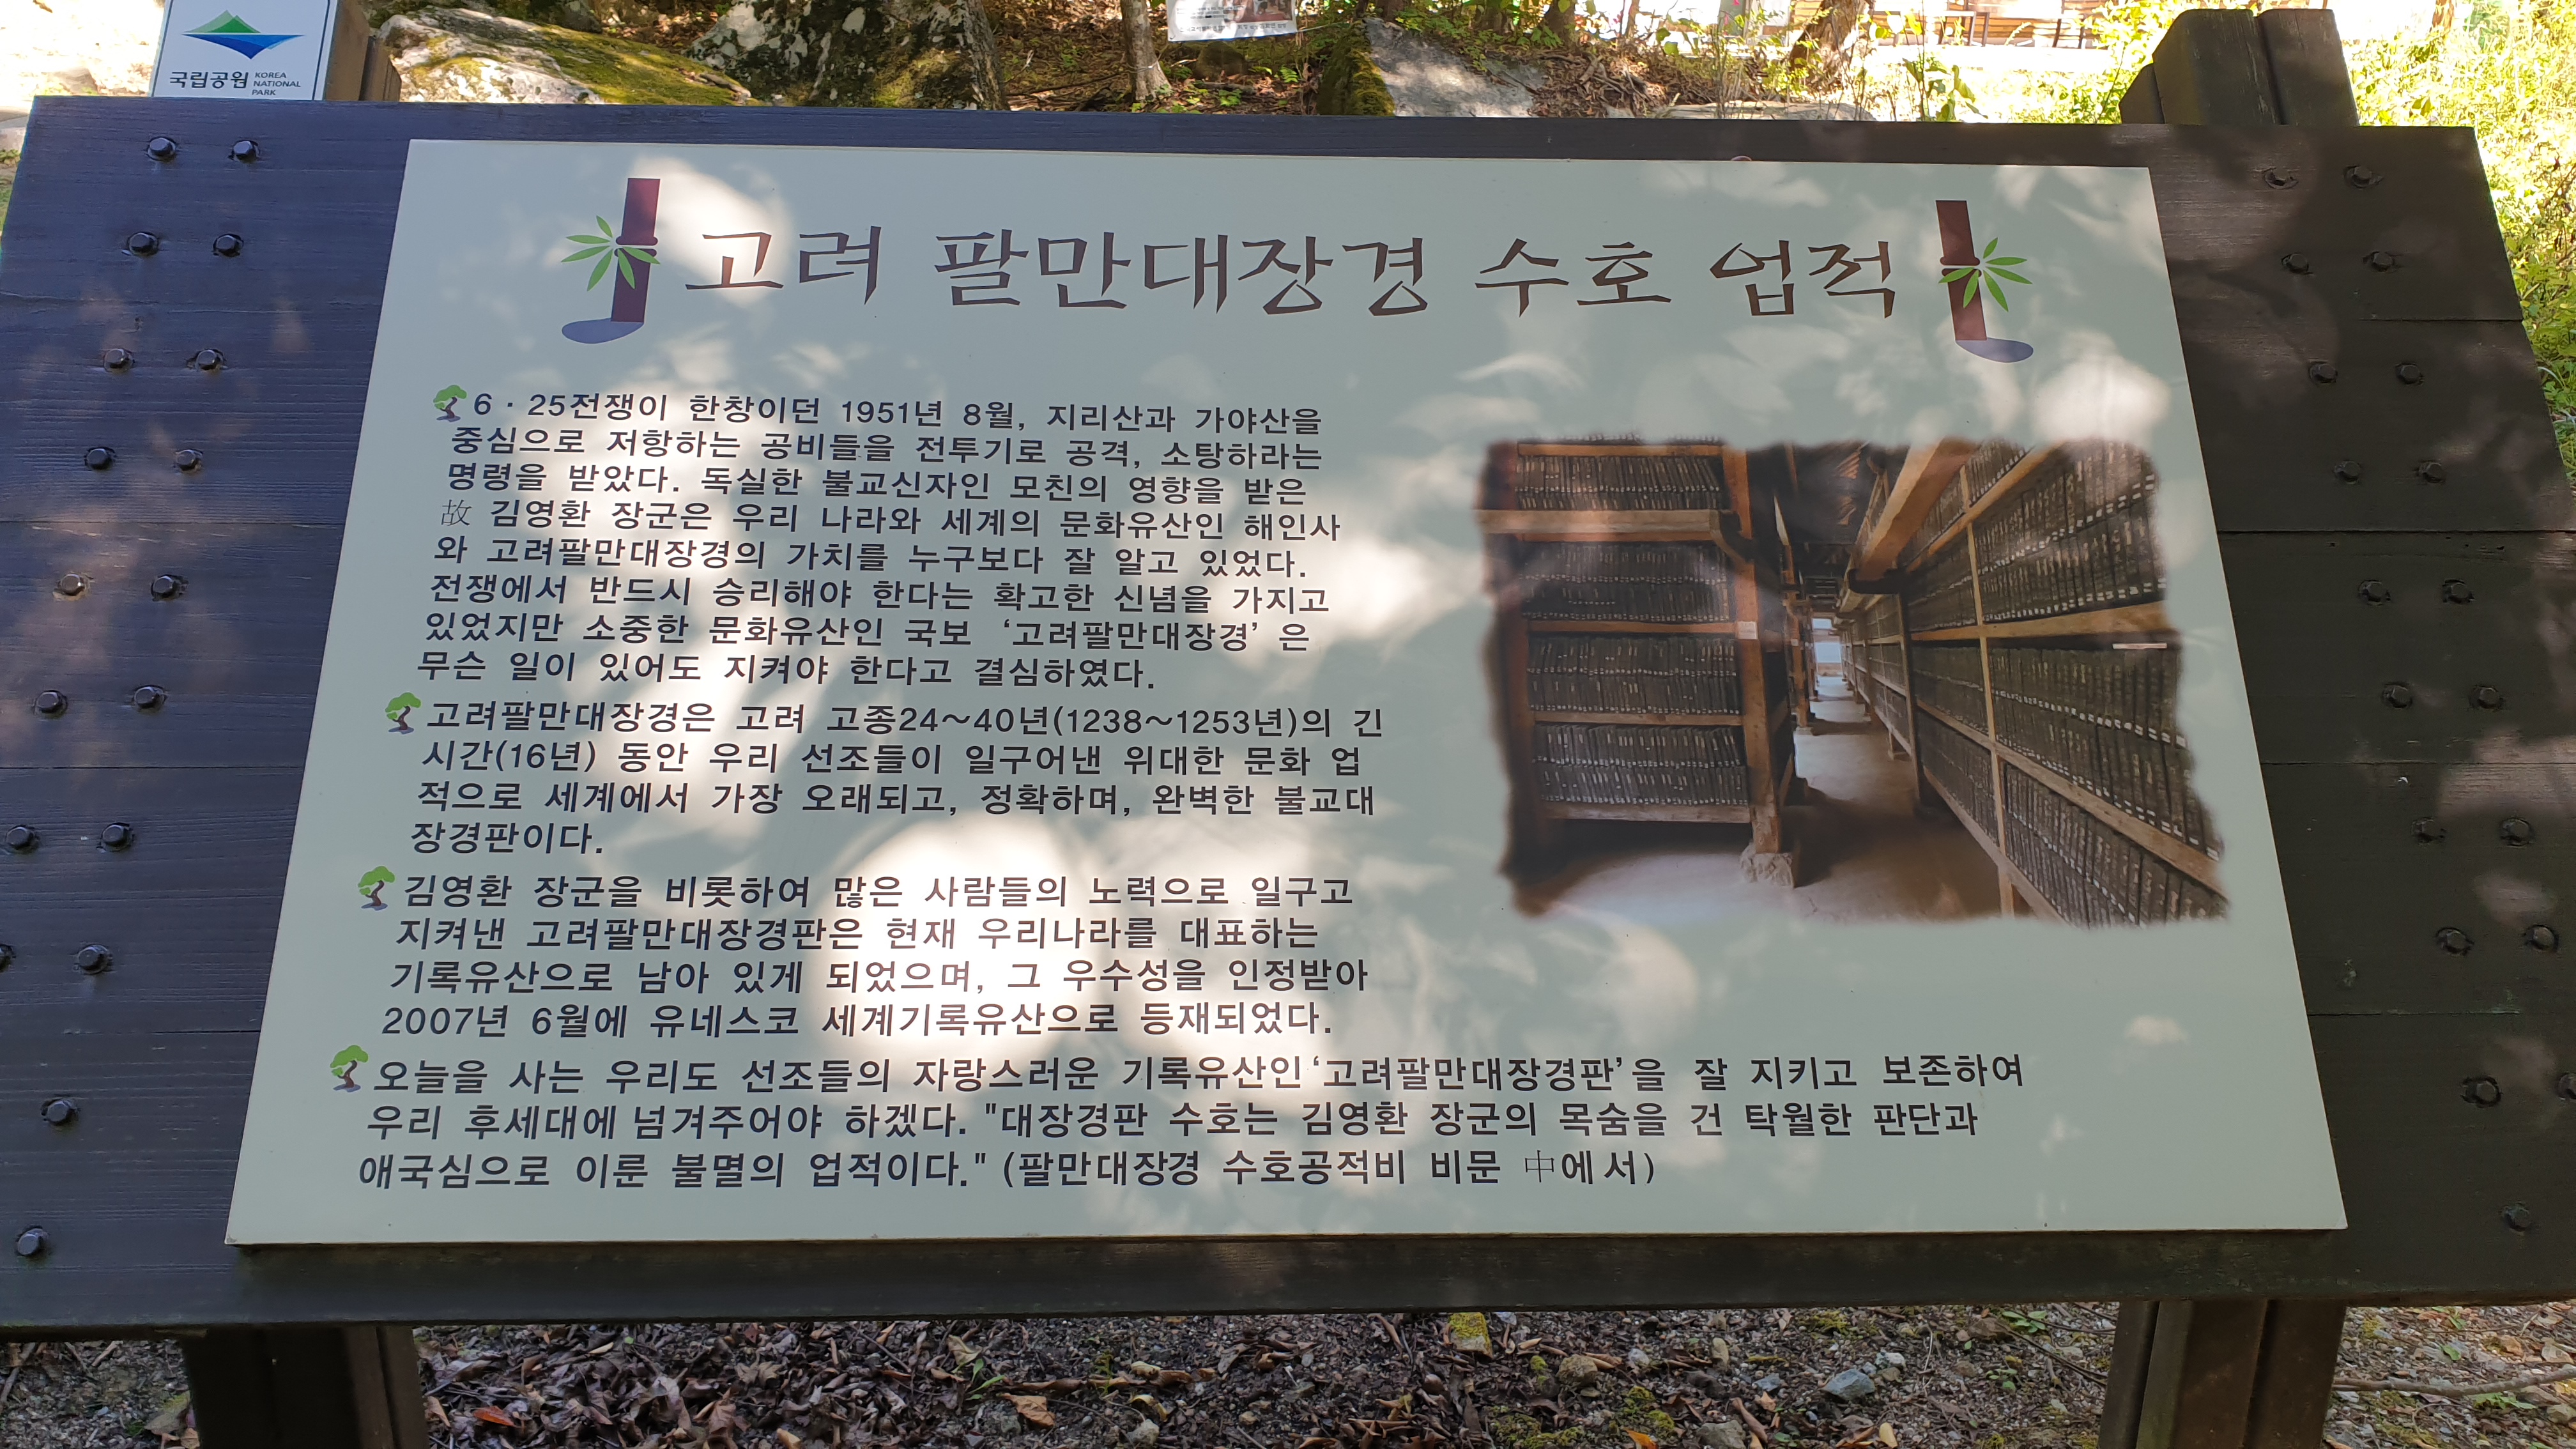 국립공원 KOREA
NATIONAL
PARK
고려 팔만대장경 수호 업적
6·25전쟁이 한창이던 1951년 8월, 지리산과 가야산을
중심으로 저항하는 공비들을 전투기로 공격, 소탕하라는
명령을 받았다. 독실한 불교신자인 모친의 영향을 받은
故 김영환 장군은 우리 나라와 세계의 문화유산인 해인사
와 고려팔만대장경의 가치를 누구보다 잘 알고 있었다.
전쟁에서 반드시 승리해야 한다는 확고한 신념을 가지고
있었지만 소중한 문화유산인 국보 ‘고려팔만대장경’은
무슨 일이 있어도 지켜야 한다고 결심하였다.
고려팔만대장경은 고려 고종24~40년(1238~1253년)의 긴
시간(16년) 동안 우리 선조들이 일구어낸 위대한 문화 업
적으로 세계에서 가장 오래되고, 정확하며, 완벽한 불교대
장경판이다.
김영환 장군을 비롯하여 많은 사람들의 노력으로 일구고
지켜낸 고려팔만대장경판은 현재 우리나라를 대표하는
기록유산으로 남아 있게 되었으며, 그 우수성을 인정받아
2007년 6월에 유네스코 세계기록유산으로 등재되었다.
오늘을 사는 우리도 선조들의 자랑스러운 기록유산인 ‘고려팔만대장경판’을 잘 지키고 보존하여
우리 후세대에 넘겨주어야 하겠다. "대장경판 수호는 김영환 장군의 목숨을 건 탁월한 판단과
애국심으로 이룬 불멸의 업적이다." (팔만대장경 수호공적비 비문 中에서)